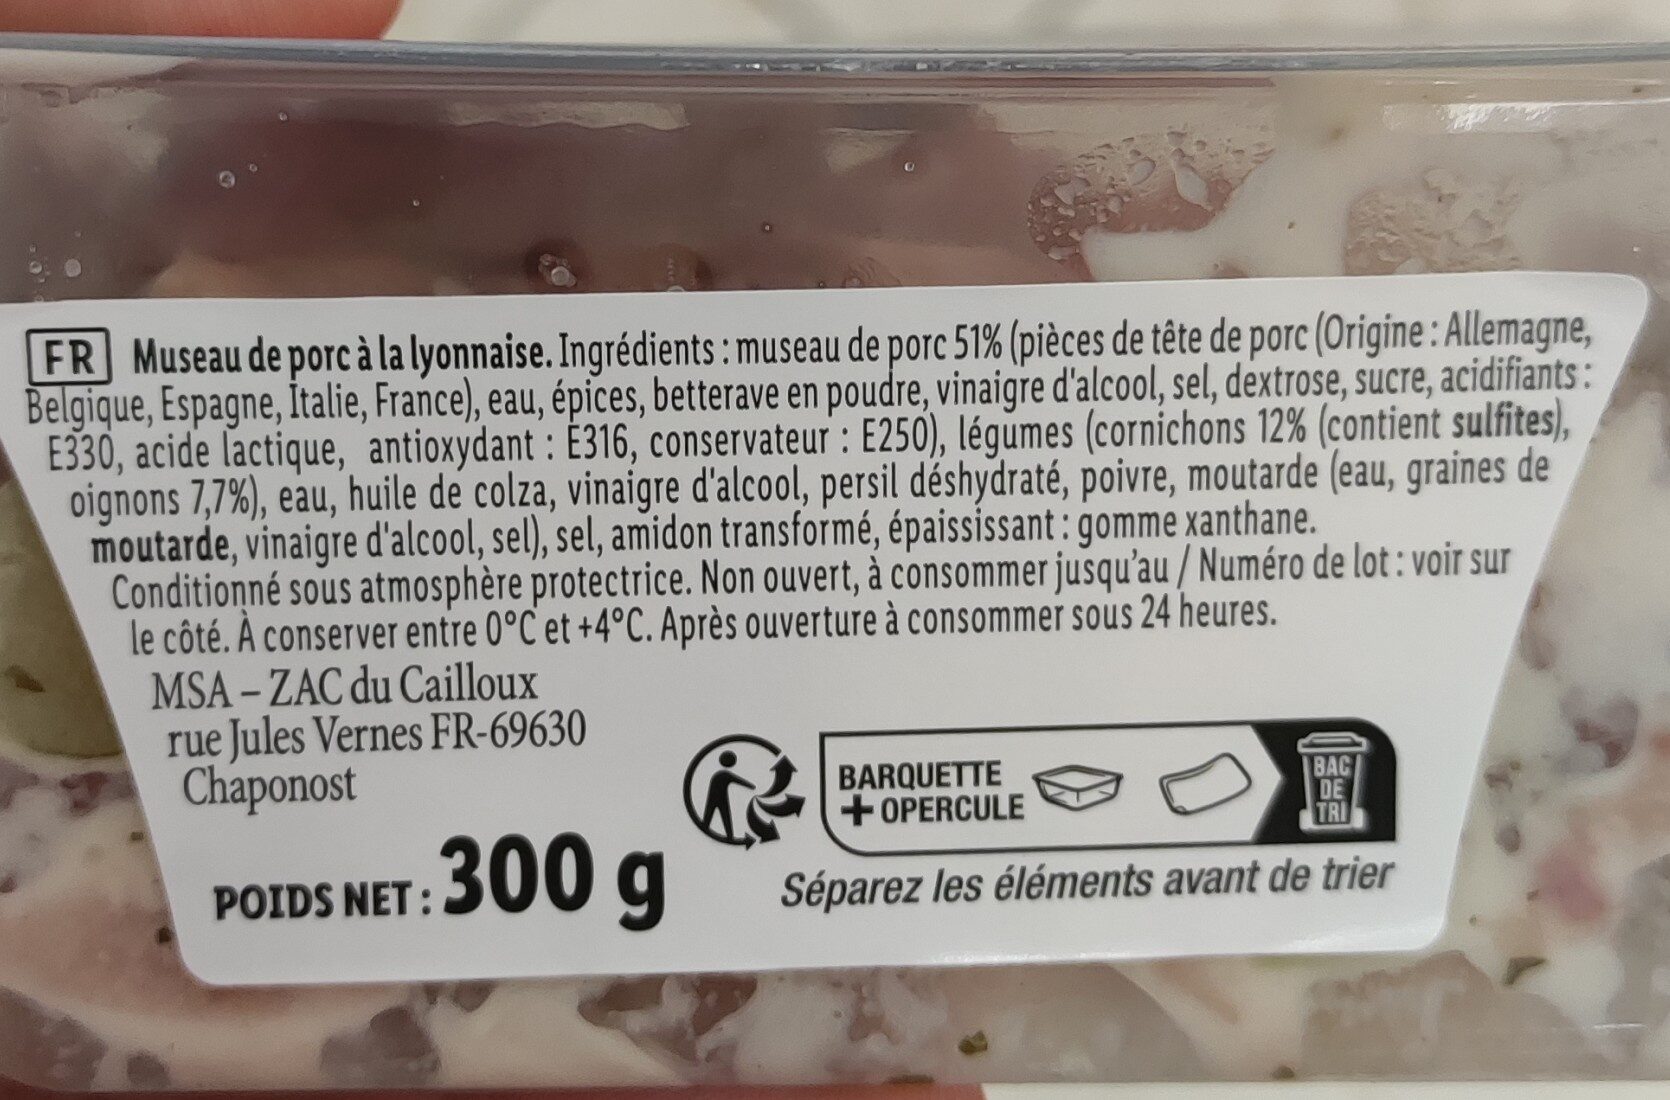 FR Museau de porc à la lyonnaise. Ingrédients : museau de porc 51% (pièces de tête de porc (Origine : Allemagne,
Belgique, Espagne, Italie, France), eau, épices, betterave en poudre, vinaigre d'alcool, sel, dextrose, sucre, acidifiants :
E330, acide lactique, antioxydant : E316, conservateur : E250), légumes (cornichons 12% (contient sulfites),
oignons 7,7%), eau, huile de colza, vinaigre d'alcool, persil déshydraté, poivre, moutarde (eau, graines de
moutarde, vinaigre d'alcool, sel), sel, amidon transformé, épaississant : gomme xanthane.
Conditionné sous atmosphère protectrice. Non ouvert, à consommer jusqu'au / Numéro de lot : voir sur
le côté. À conserver entre 0°C et +4°C. Après ouverture à consommer sous 24 heures.
MSA – ZAC du Cailloux
rue Jules Vernes FR-69630
Chaponost
POIDS NET : 300 g
BARQUETTE
+ OPERCULE
BAC
DE
TRI
Séparez les éléments avant de trier